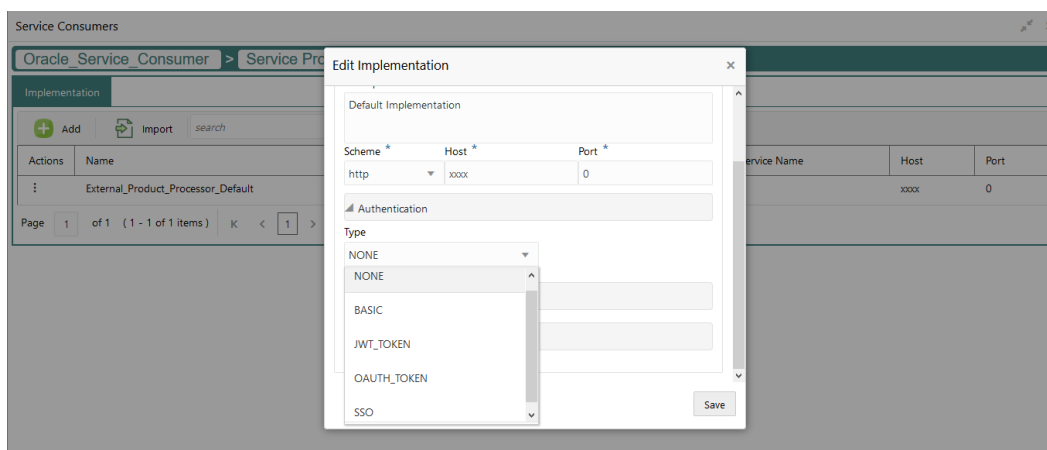 Service Consumers
Oracle_Service_Consumer > Service Pro
Edit Implementation ×
Implementation
Default Implementation
Add Import search
Scheme * Host * Port *
http xxxx 0
Actions Name ervice Name Host Port
External_Product_Processor_Default xxxx 0
Authentication
Page 1 of 1 (1 - 1 of 1 items) K < 1 >
Type
NONE
NONE
BASIC
JWT_TOKEN
OAUTH_TOKEN
SSO
Save